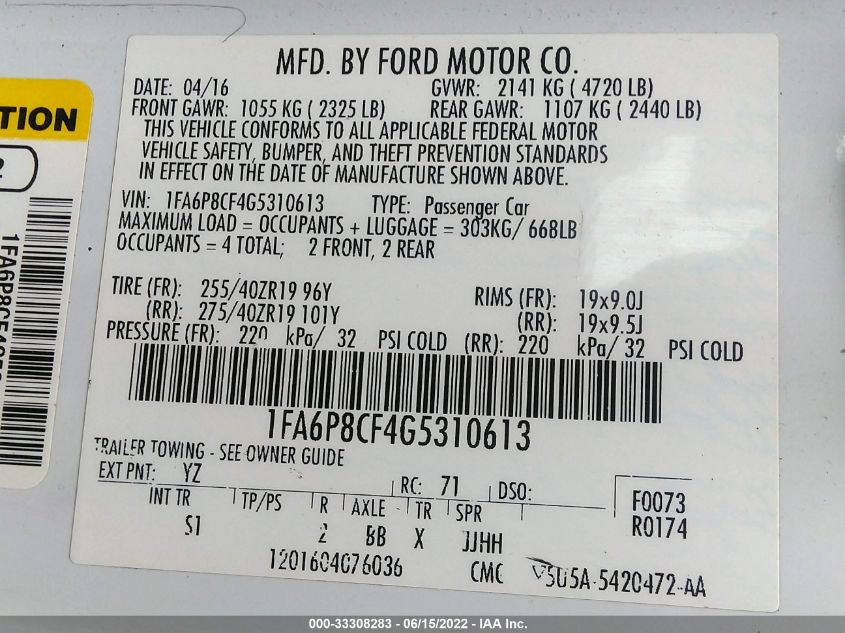 MFD. BY FORD MOTOR CO.
DATE: 04/16 GVWR: 2141 KG ( 4720 LB)
FRONT GAWR: 1055 KG ( 2325 LB) REAR GAWR: 1107 KG ( 2440 LB)
THIS VEHICLE CONFORMS TO ALL APPLICABLE FEDERAL MOTOR
VEHICLE SAFETY, BUMPER, AND THEFT PREVENTION STANDARDS
IN EFFECT ON THE DATE OF MANUFACTURE SHOWN ABOVE.
VIN: 1FA6P8CF4G5310613 TYPE: Passenger Car
MAXIMUM LOAD = OCCUPANTS + LUGGAGE = 303KG/ 668LB
OCCUPANTS = 4 TOTAL; 2 FRONT, 2 REAR
TIRE (FR): 255/40ZR19 96Y RIMS (FR): 19x9.0J
(RR): 275/40ZR19 101Y (RR): 19x9.5J
PRESSURE (FR): 220 kPa/ 32 PSI COLD (RR): 220 kPa/ 32 PSI COLD
1FA6P8CF4G5310613
TRAILER TOWING - SEE OWNER GUIDE
EXT PNT: YZ RC: 71 DSO: F0073
INT TR TP/PS R AXLE TR SPR R0174
S1 2 BB X JJHH
1201604076036 CMC 5U5A-5420472-AA
TION
2
000-33308283 - 06/15/2022 - IAA Inc.